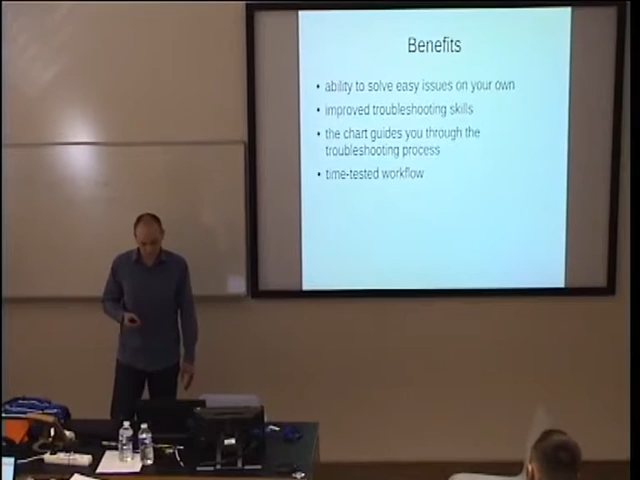 Benefits
• ability to solve easy issues on your own
• improved troubleshooting skills
• the chart guides you through the
troubleshooting process
• time-tested workflow